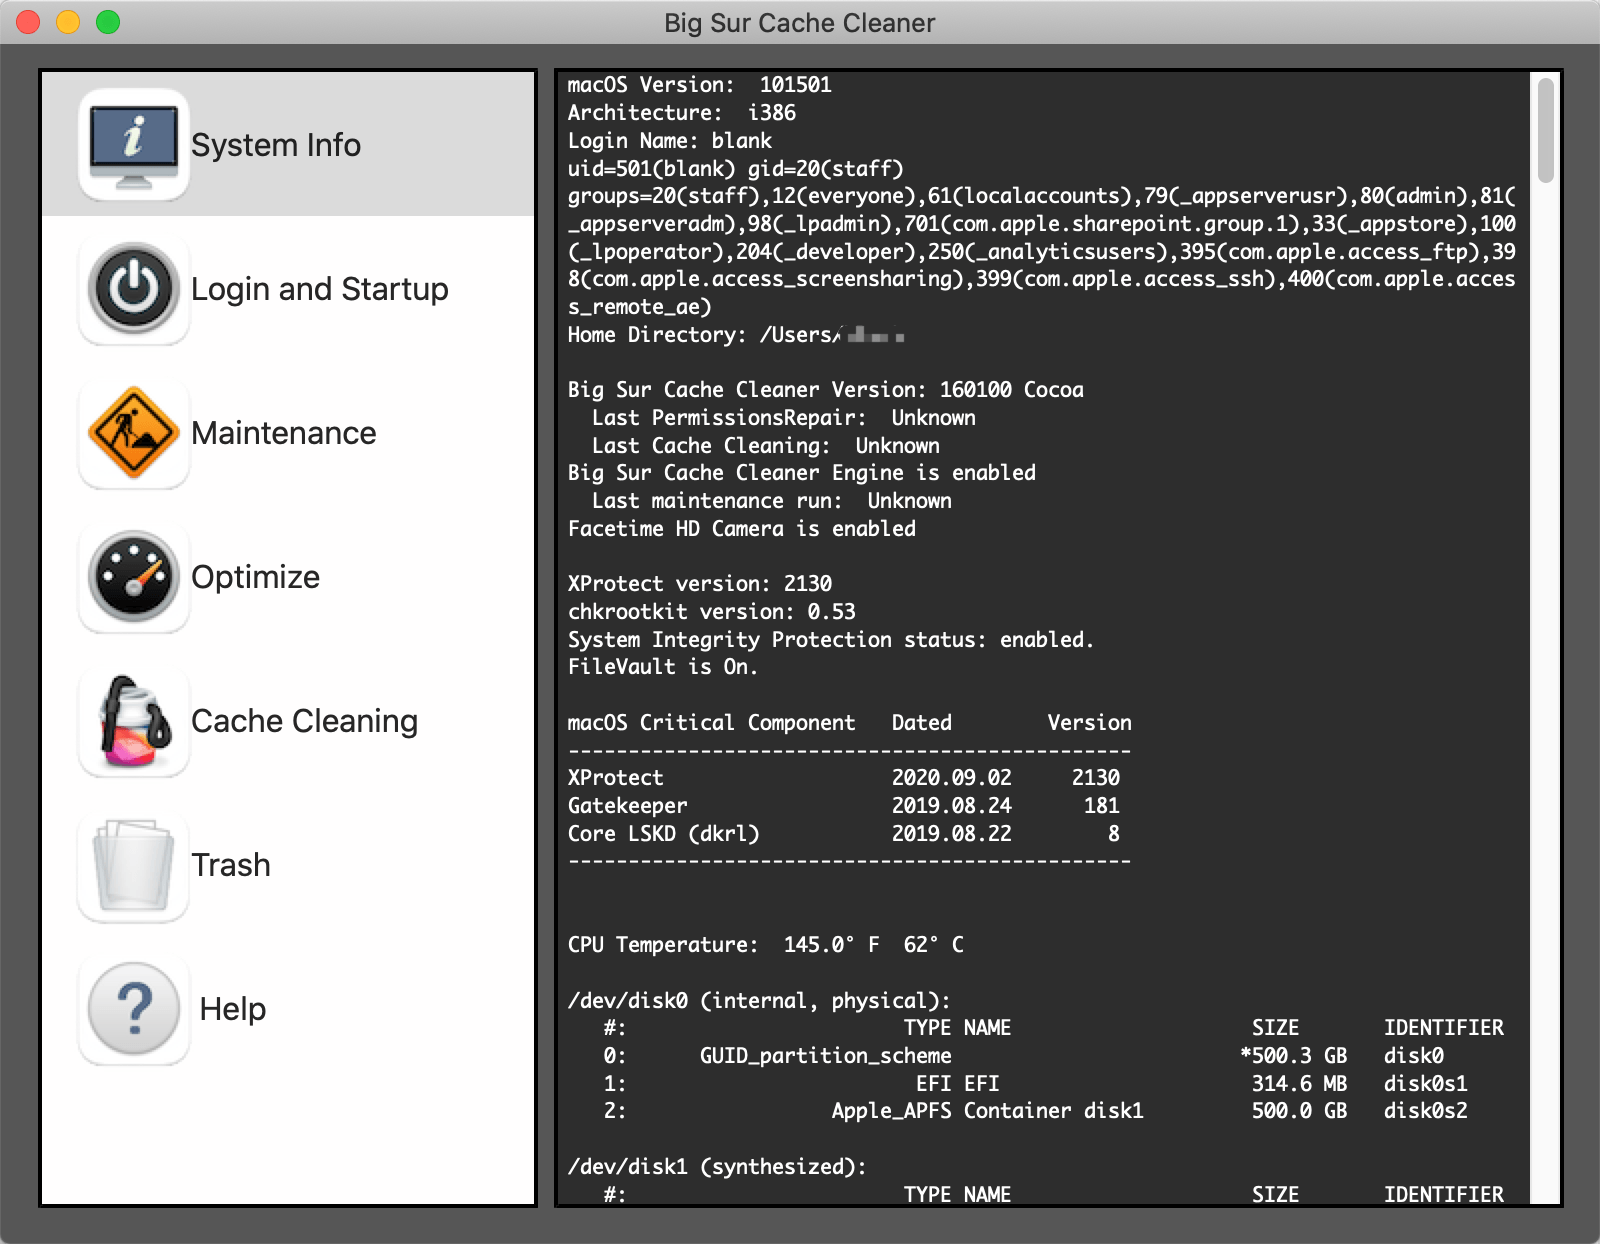 Big Sur Cache Cleaner
System Info
Login and Startup
Maintenance
Optimize
Cache Cleaning
Trash
? Help
macOS Version:  101501
Architecture:  i386
Login Name: blank
uid=501(blank) gid=20(staff)
groups=20(staff),12(everyone),61(localaccounts),79(_appserverusr),80(admin),81(
_appserveradm),98(_lpadmin),701(com.apple.sharepoint.group.1),33(_appstore),100
(_lpoperator),204(_developer),250(_analyticsusers),395(com.apple.access_ftp),39
8(com.apple.access_screensharing),399(com.apple.access_ssh),400(com.apple.acces
s_remote_ae)
Home Directory: /Users/
Big Sur Cache Cleaner Version: 160100 Cocoa
Last PermissionsRepair:  Unknown
Last Cache Cleaning:  Unknown
Big Sur Cache Cleaner Engine is enabled
Last maintenance run:  Unknown
Facetime HD Camera is enabled
XProtect version: 2130
chkrootkit version: 0.53
System Integrity Protection status: enabled.
FileVault is On.
macOS Critical Component   Dated        Version
-----------------------------------------------
XProtect                   2020.09.02     2130
Gatekeeper                 2019.08.24      181
Core LSKD (dkrl)           2019.08.22        8
-----------------------------------------------
CPU Temperature:  145.0° F  62° C
/dev/disk0 (internal, physical):
#:                       TYPE NAME                    SIZE       IDENTIFIER
0:      GUID_partition_scheme                        *500.3 GB   disk0
1:                        EFI EFI                     314.6 MB   disk0s1
2:                 Apple_APFS Container disk1         500.0 GB   disk0s2
/dev/disk1 (synthesized):
#:                       TYPE NAME                    SIZE       IDENTIFIER